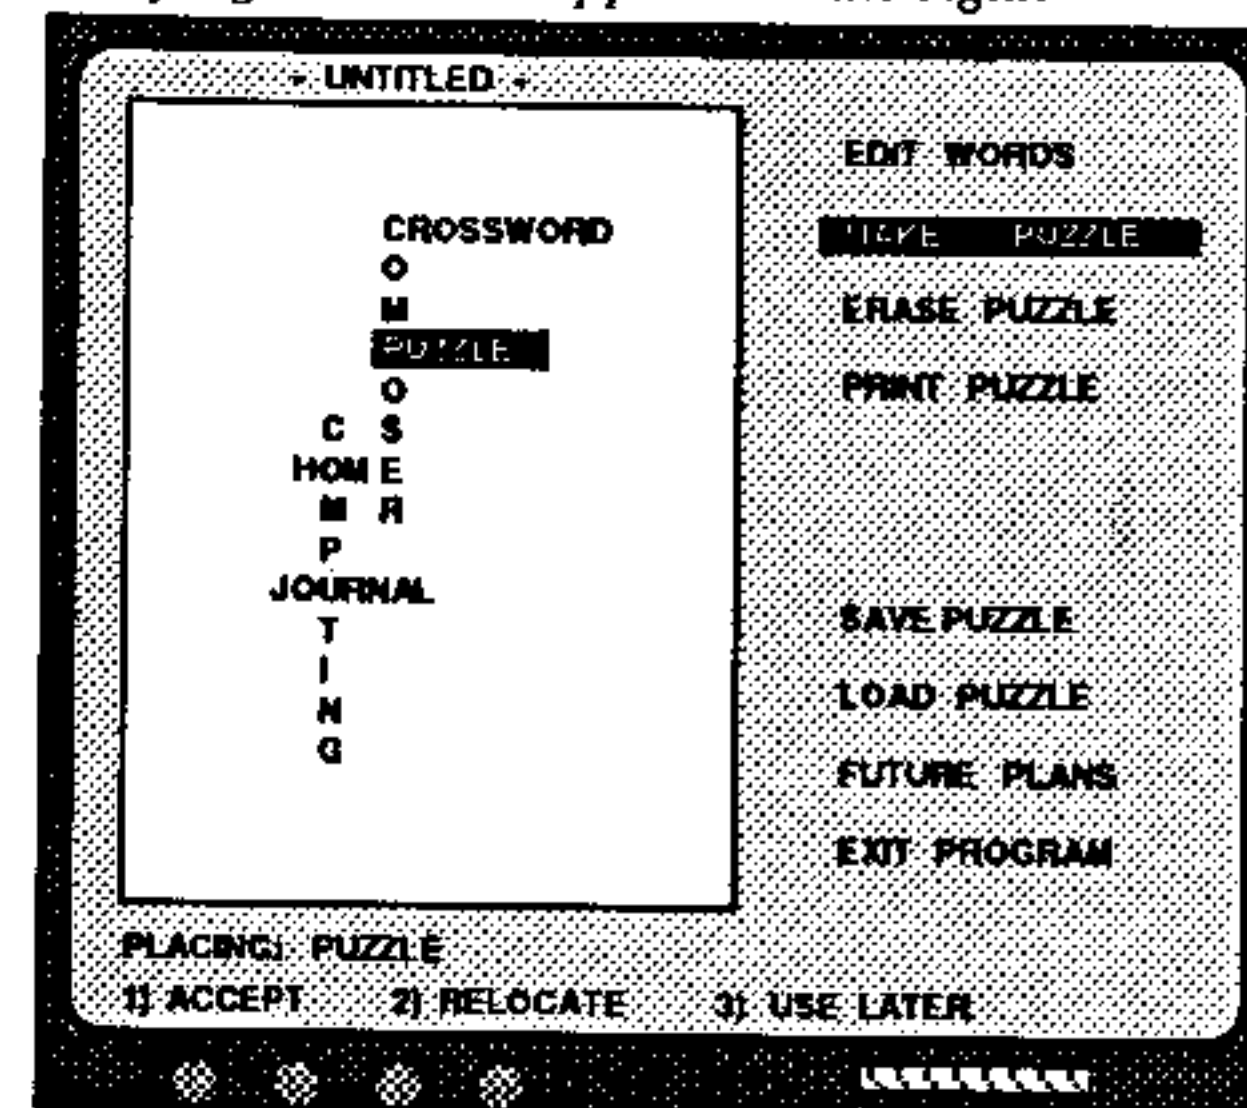 - UNTITLED -
EDIT WORDS
CROSSWORD
MAKE PUZZLE
O
M
ERASE PUZZLE
PUZZLE
PRINT PUZZLE
O
C S
HOM E
M R
P
JOURNAL
SAVE PUZZLE
T
I
LOAD PUZZLE
N
G
FUTURE PLANS
EXIT PROGRAM
PLACING: PUZZLE
1) ACCEPT 2) RELOCATE 3) USE LATER